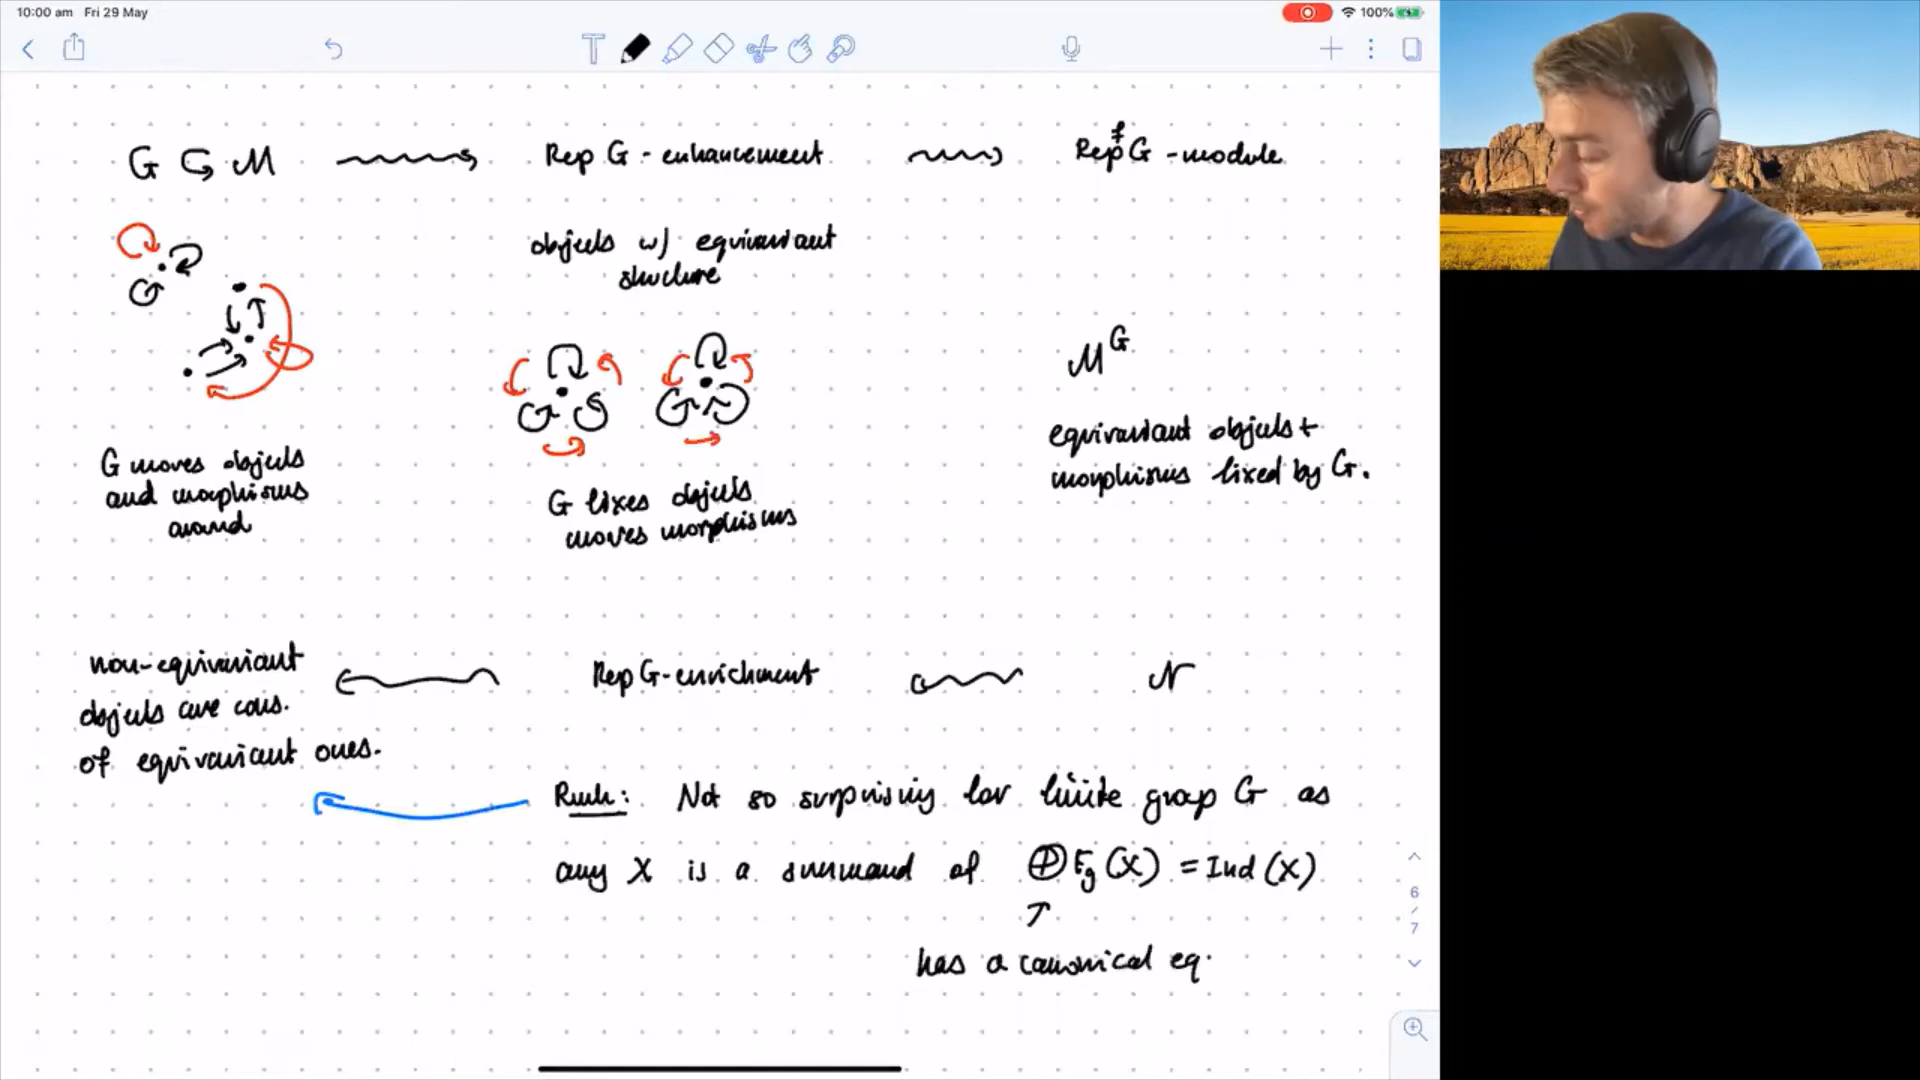 10:00 am Fri 29 May
100%
G ↻ M ⟿ Rep G - enhancement ⟿ Rep^f G - module
objects w/ equivariant
structure
M^G
G moves objects
and morphisms
around
G fixes objects
moves morphisms
equivariant objects +
morphisms fixed by G.
non-equivariant
objects are cons.
of equivariant ones.
Rep G-enrichment
N
Rmk: Not so surprising for finite group G as
any X is a summand of ⊕ F_g (X) = Ind (X)
↑
has a canonical eq.
6
/
7